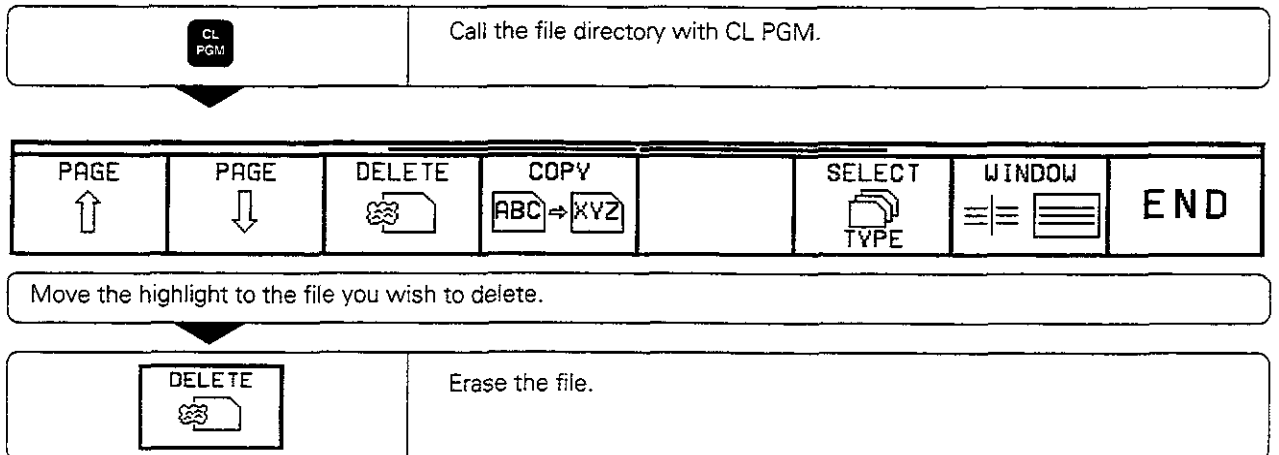 CL
PGM
Call the file directory with CL PGM.
PAGE PAGE DELETE COPY SELECT WINDOW END
ABC ⇒ XYZ TYPE
Move the highlight to the file you wish to delete.
DELETE
Erase the file.